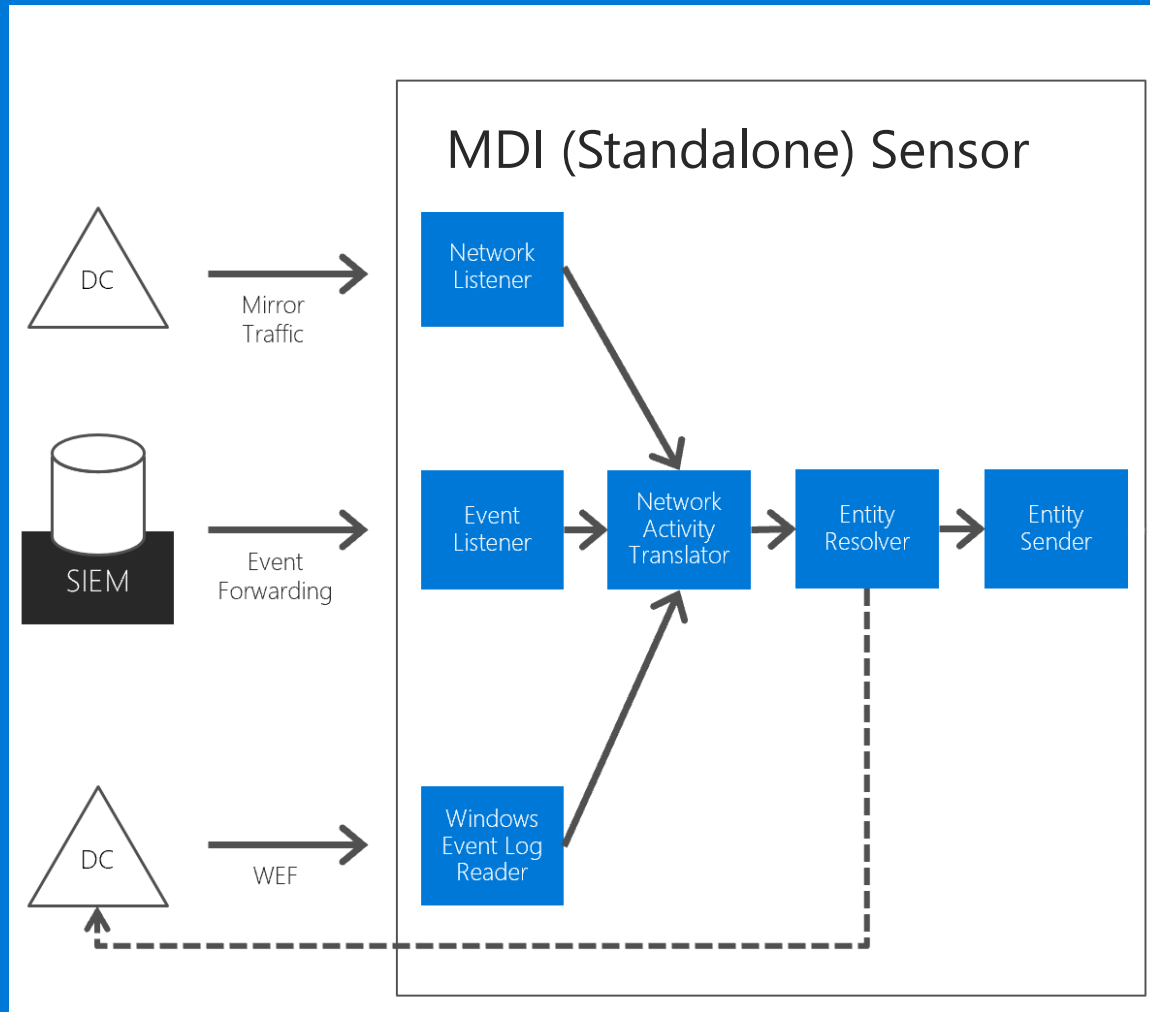 MDI (Standalone) Sensor
DC
Mirror
Traffic
Network
Listener
SIEM
Event
Forwarding
Event
Listener
Network
Activity
Translator
Entity
Resolver
Entity
Sender
DC
WEF
Windows
Event Log
Reader